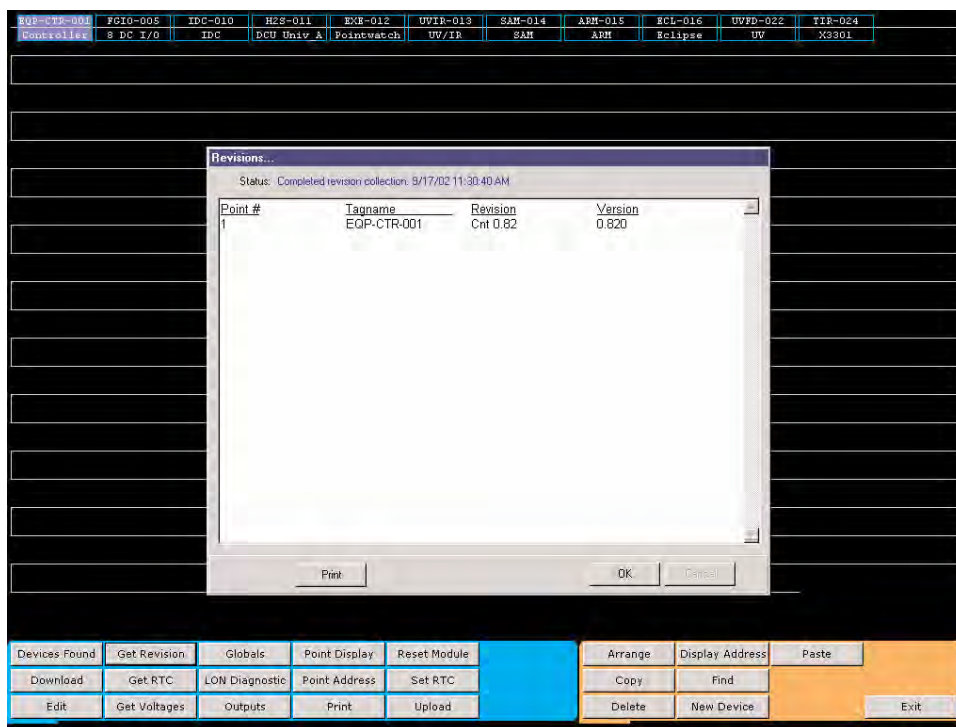 EQP-CTR-001 FGIO-005 IDC-010 H2S-011 EXE-012 UVIR-013 SAM-014 ARM-015 ECL-016 UVFD-022 TIR-024
Controller 8 DC I/O IDC DCU Univ A Pointwatch UV/IR SAM ARM Eclipse UV X3301
Revisions...
Status: Completed revision collection. 9/17/02 11:30:40 AM
Point # Tagname Revision Version
1 EQP-CTR-001 Cnt 0.82 0.820
Print OK Cancel
Devices Found Get Revision Globals Point Display Reset Module Arrange Display Address Paste
Download Get RTC LON Diagnostic Point Address Set RTC Copy Find
Edit Get Voltages Outputs Print Upload Delete New Device Exit